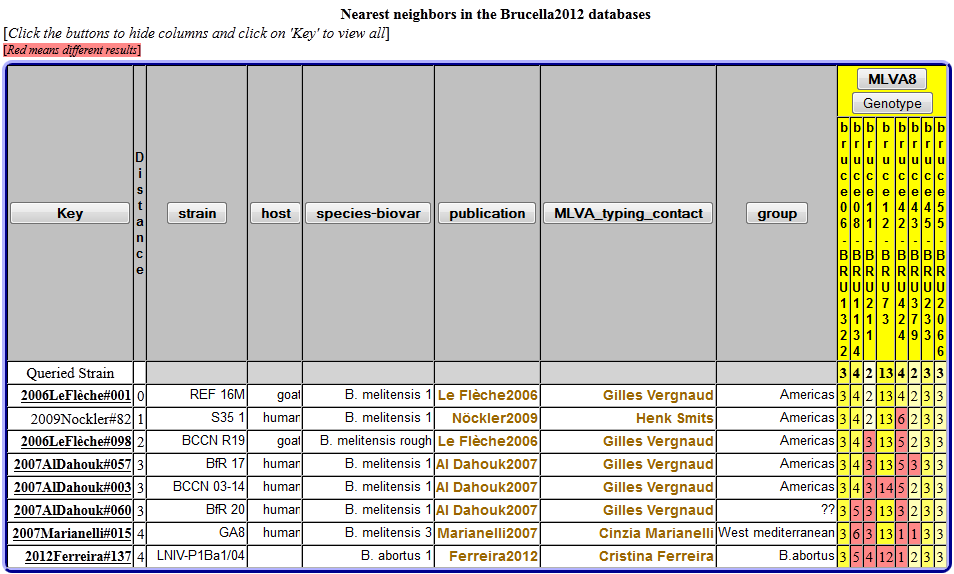 Nearest neighbors in the Brucella2012 databases
[Click the buttons to hide columns and click on 'Key' to view all]
[Red means different results]
MLVA8
Genotype
Key Distance strain host species-biovar publication MLVA_typing_contact group bruce06-BRU1322 bruce08-BRU1134 bruce11-BRU211 bruce12-BRU73 bruce42-BRU424 bruce43-BRU379 bruce45-BRU233 bruce55-BRU2066
Queried Strain 3 4 2 13 4 2 3 3
2006LeFlèche#001 0 REF 16M goat B. melitensis 1 Le Flèche2006 Gilles Vergnaud Americas 3 4 2 13 4 2 3 3
2009Nockler#82 1 S35 1 human B. melitensis 1 Nöckler2009 Henk Smits Americas 3 4 2 13 6 2 3 3
2006LeFlèche#098 2 BCCN R19 goat B. melitensis rough Le Flèche2006 Gilles Vergnaud Americas 3 4 3 13 5 2 3 3
2007AlDahouk#057 3 BfR 17 human B. melitensis 1 Al Dahouk2007 Gilles Vergnaud Americas 3 4 3 13 5 3 3 3
2007AlDahouk#003 3 BCCN 03-14 human B. melitensis 1 Al Dahouk2007 Gilles Vergnaud Americas 3 4 3 14 5 2 3 3
2007AlDahouk#060 3 BfR 20 human B. melitensis 1 Al Dahouk2007 Gilles Vergnaud ?? 3 5 3 13 3 2 3 3
2007Marianelli#015 4 GA8 human B. melitensis 3 Marianelli2007 Cinzia Marianelli West mediterranean 3 6 3 13 1 1 3 3
2012Ferreira#137 4 LNIV-P1Ba1/04 B. abortus 1 Ferreira2012 Cristina Ferreira B.abortus 3 5 4 12 1 2 3 3